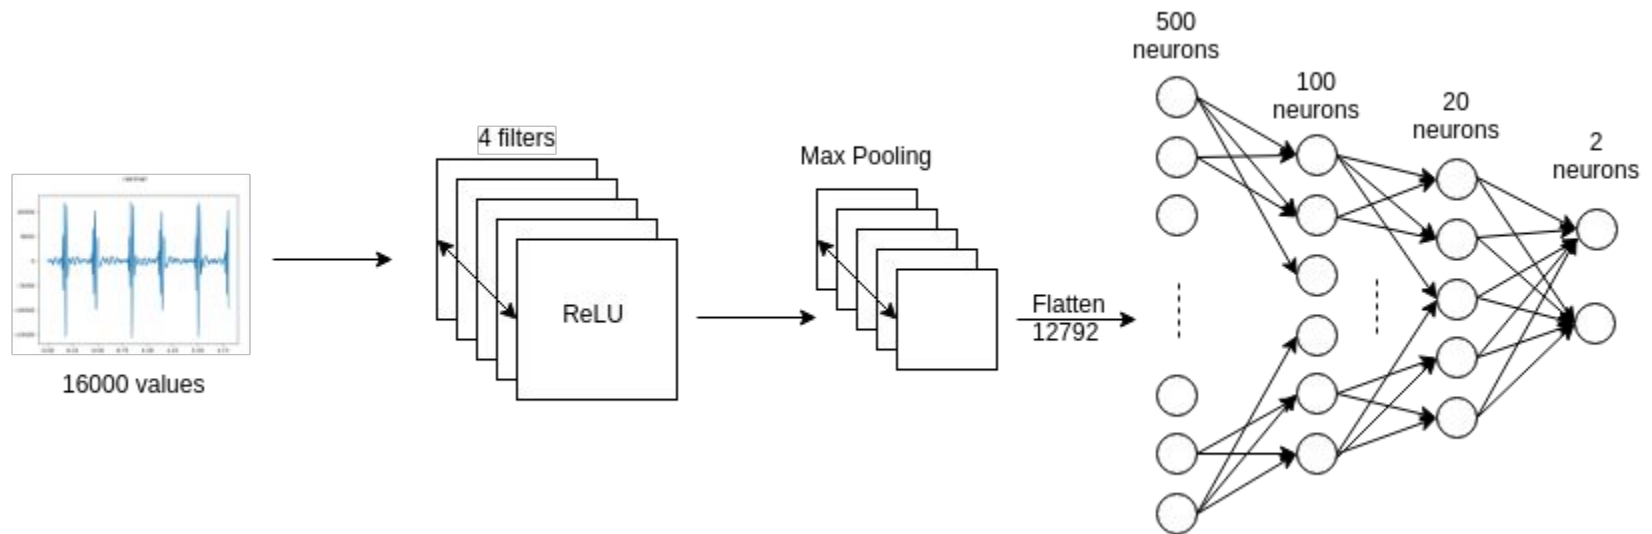 500
neurons
100
neurons
20
neurons
2
neurons
4 filters
Max Pooling
ReLU
Flatten
12792
16000 values